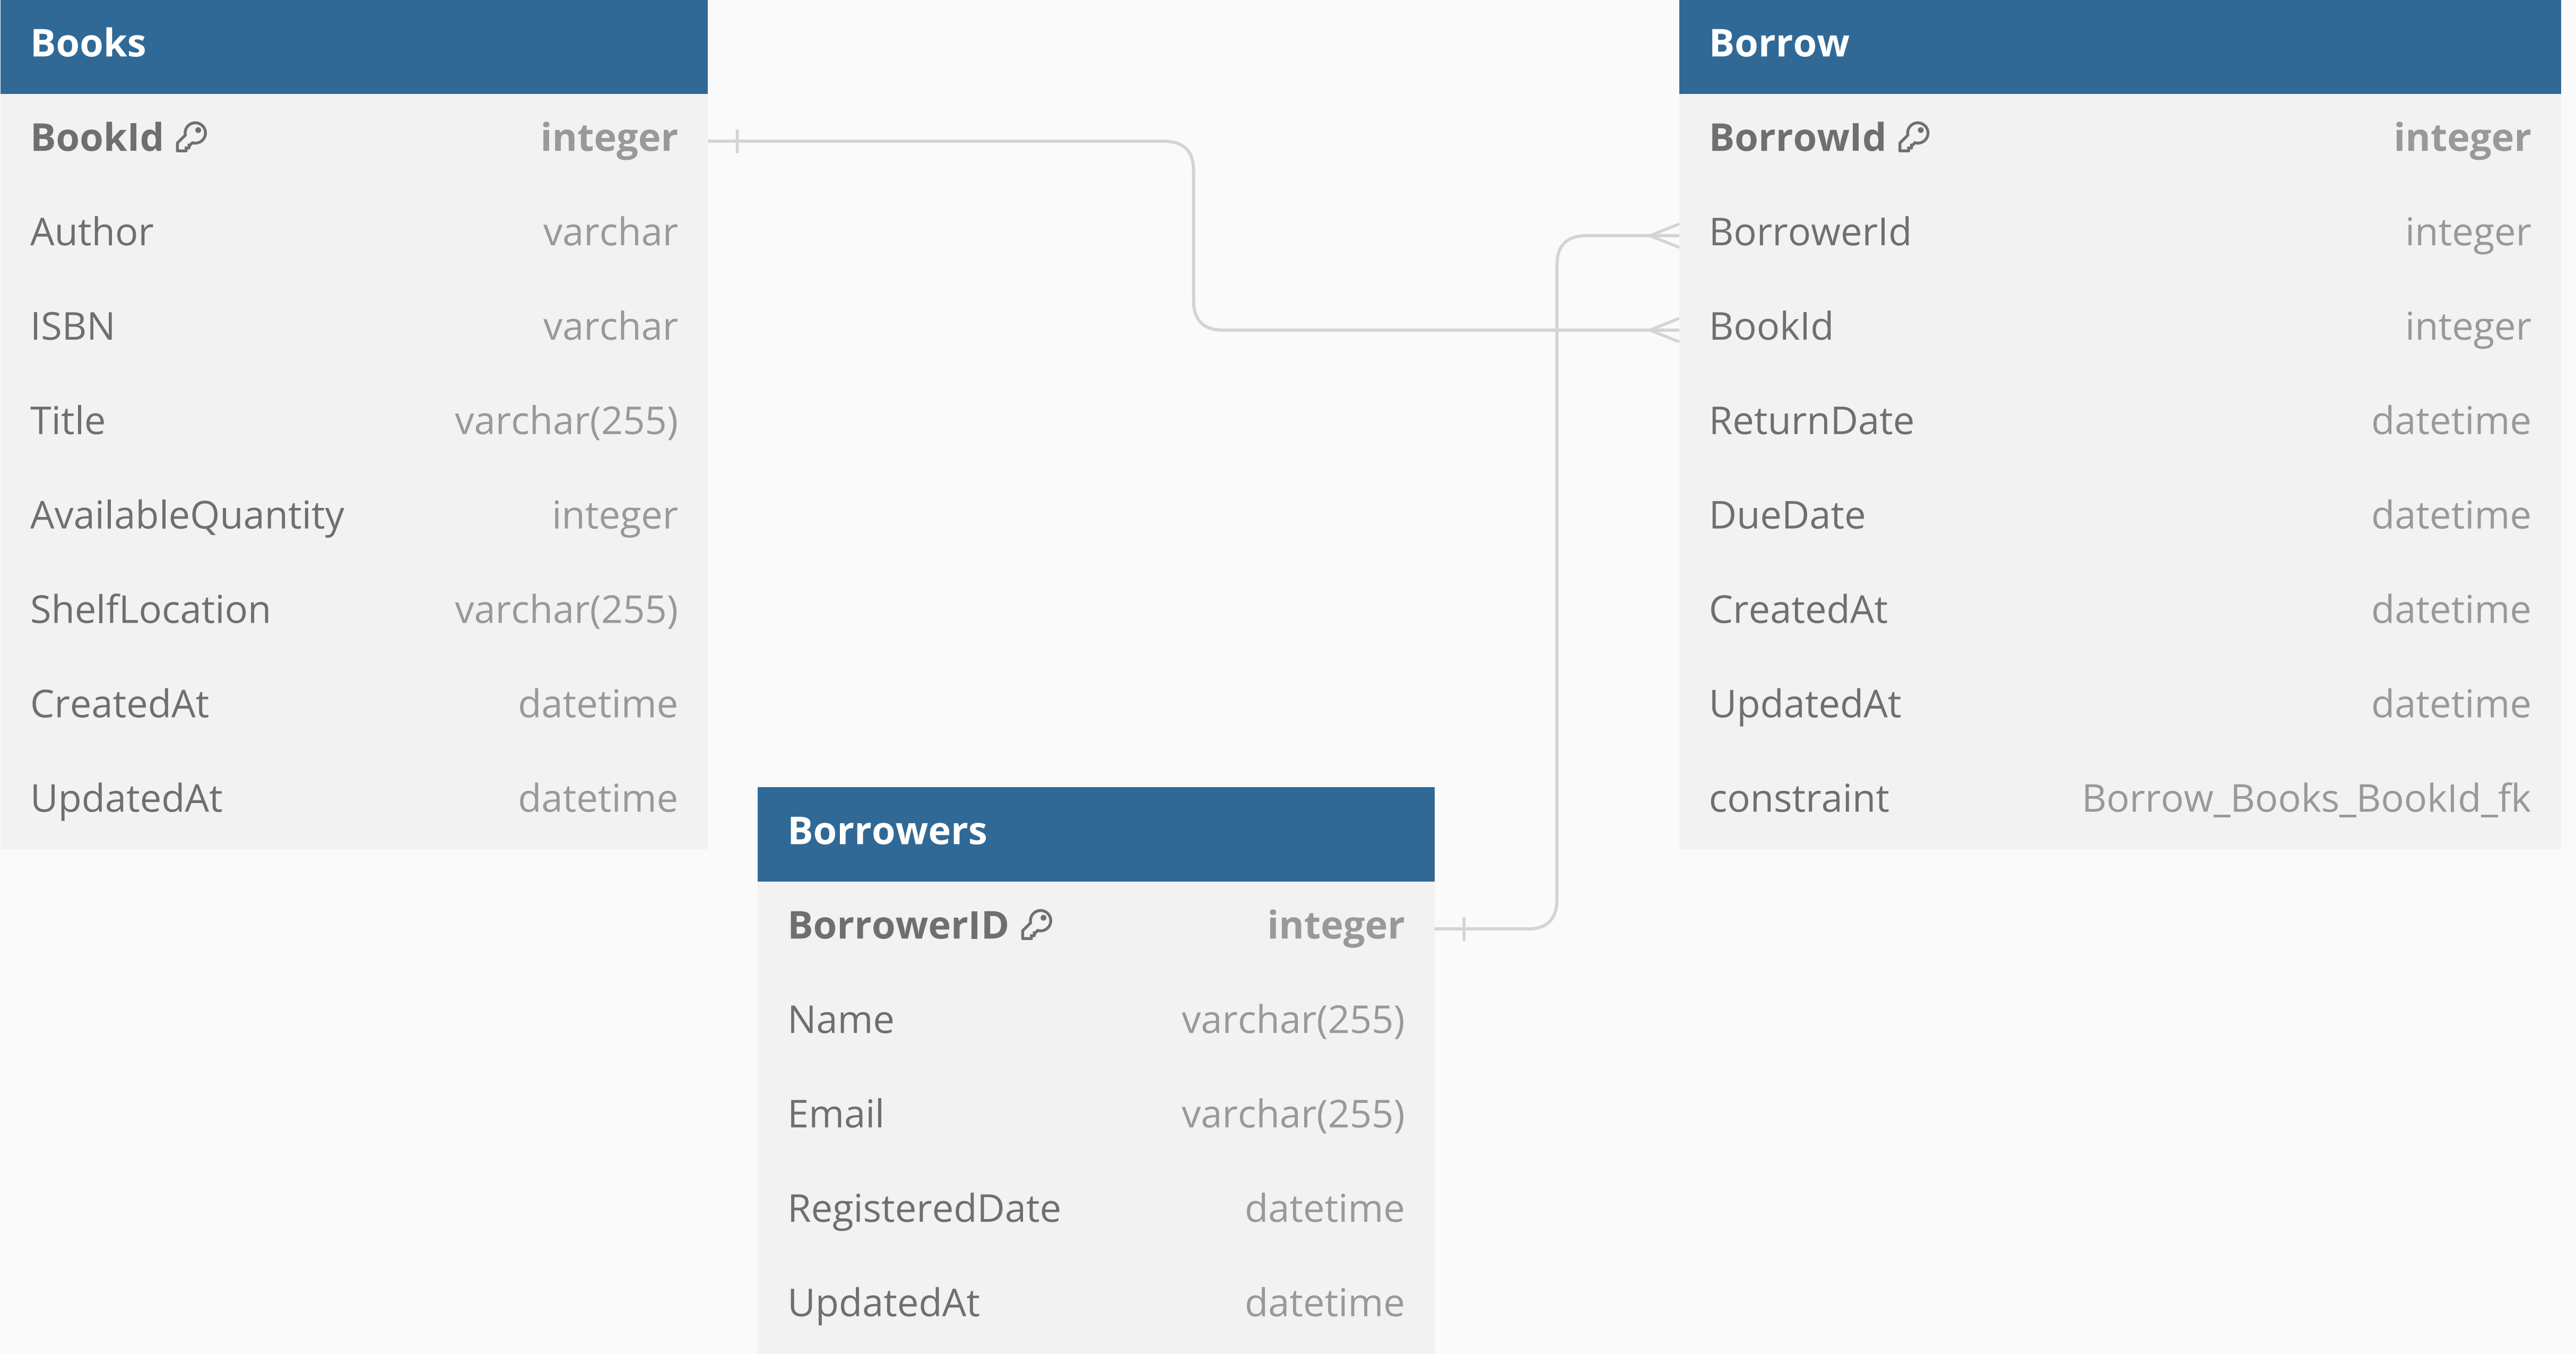 Books
BookId integer
Author varchar
ISBN varchar
Title varchar(255)
AvailableQuantity integer
ShelfLocation varchar(255)
CreatedAt datetime
UpdatedAt datetime
Borrow
BorrowId integer
BorrowerId integer
BookId integer
ReturnDate datetime
DueDate datetime
CreatedAt datetime
UpdatedAt datetime
constraint Borrow_Books_BookId_fk
Borrowers
BorrowerID integer
Name varchar(255)
Email varchar(255)
RegisteredDate datetime
UpdatedAt datetime